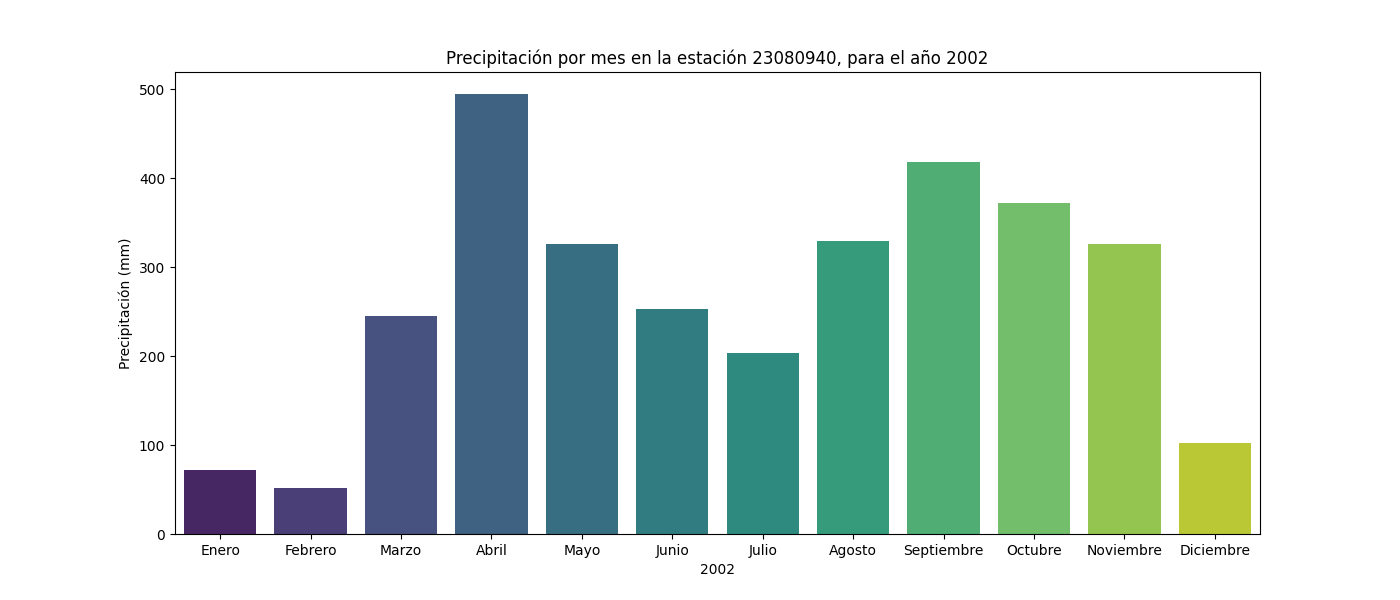 Precipitación por mes en la estación 23080940, para el año 2002
Precipitación (mm)
500
400
300
200
100
0
Enero Febrero Marzo Abril Mayo Junio Julio Agosto Septiembre Octubre Noviembre Diciembre
2002